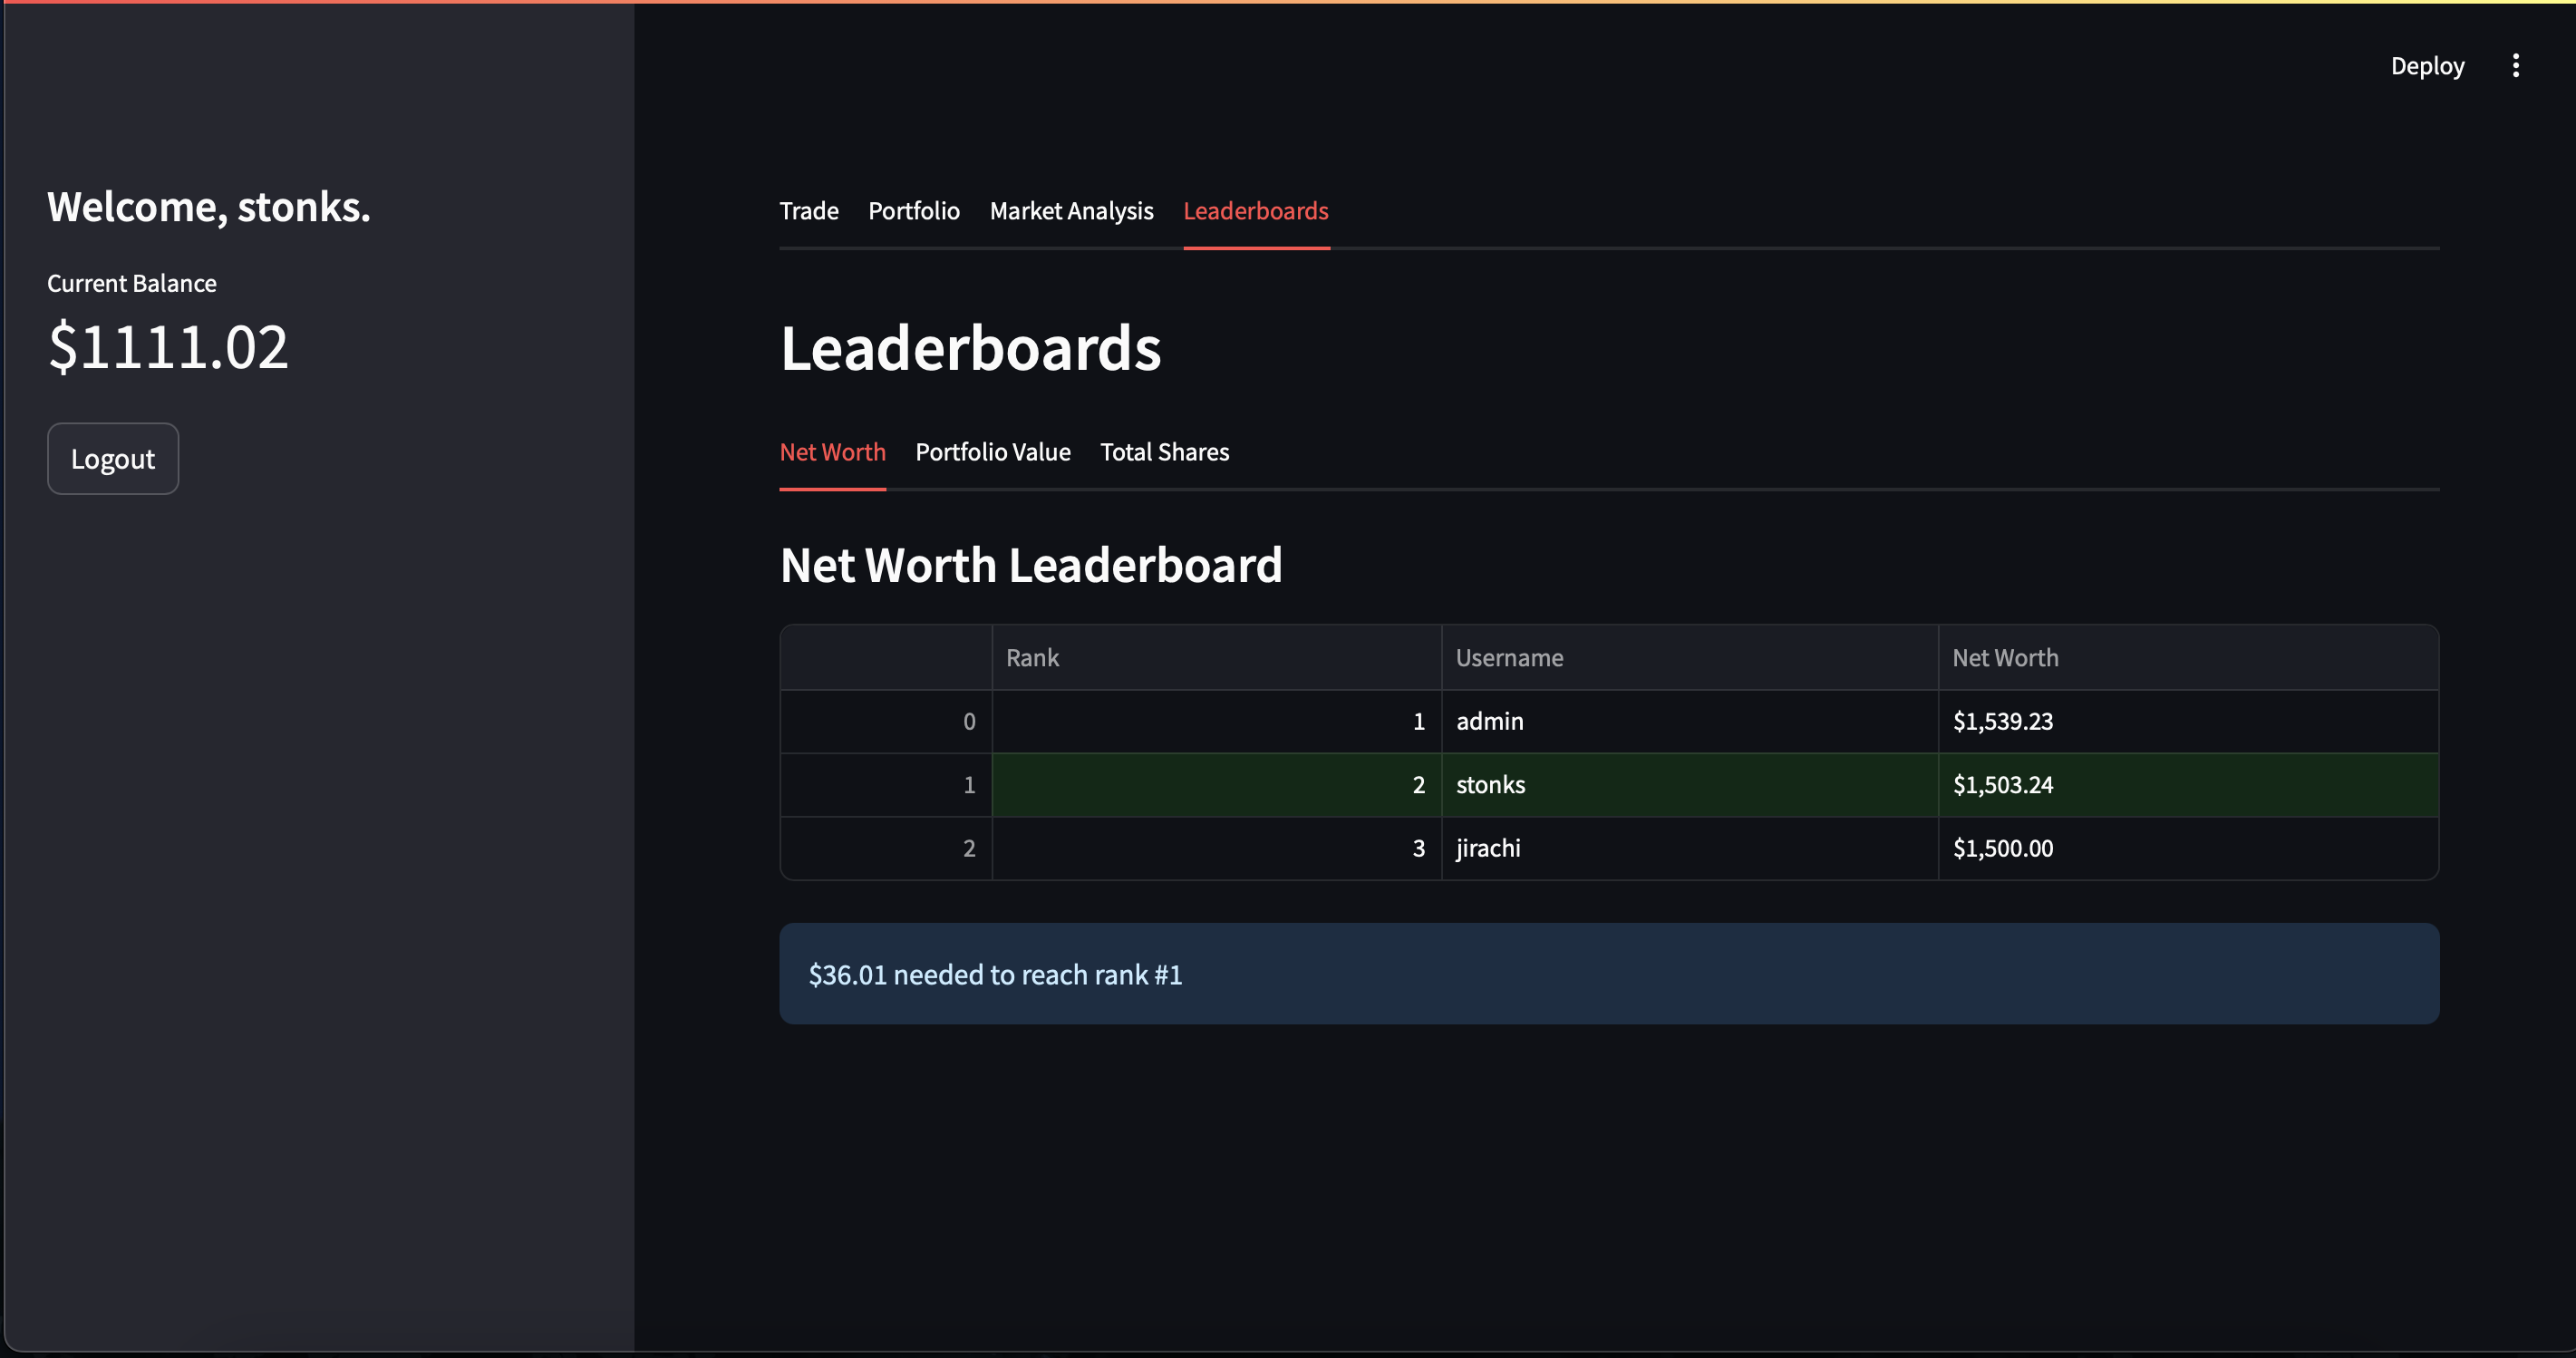 Deploy
Welcome, stonks.
Current Balance
$1111.02
Logout
Trade Portfolio Market Analysis Leaderboards
Leaderboards
Net Worth Portfolio Value Total Shares
Net Worth Leaderboard
Rank Username Net Worth
0 1 admin $1,539.23
1 2 stonks $1,503.24
2 3 jirachi $1,500.00
$36.01 needed to reach rank #1